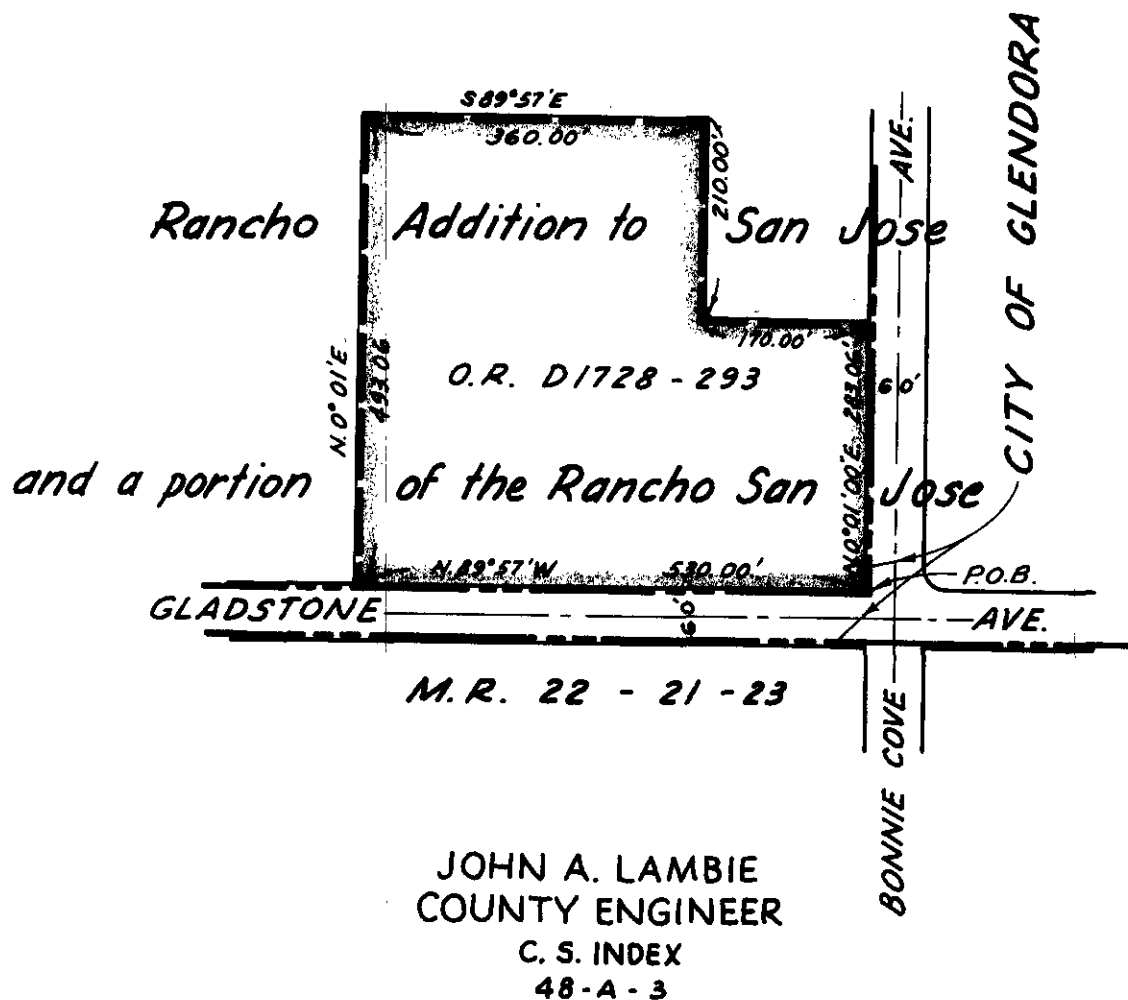 S 89°57'E
360.00'
210.00'
AVE.
CITY OF GLENDORA
Rancho Addition to San Jose
170.00'
N.0°01'E.
493.06
O.R. D1728-293
N.0°01'00"E. 283.06'
60'
and a portion of the Rancho San Jose
N.89°57'W 530.00'
P.O.B.
GLADSTONE AVE.
60'
M.R. 22 - 21 - 23
BONNIE COVE
JOHN A. LAMBIE
COUNTY ENGINEER
C. S. INDEX
48-A-3